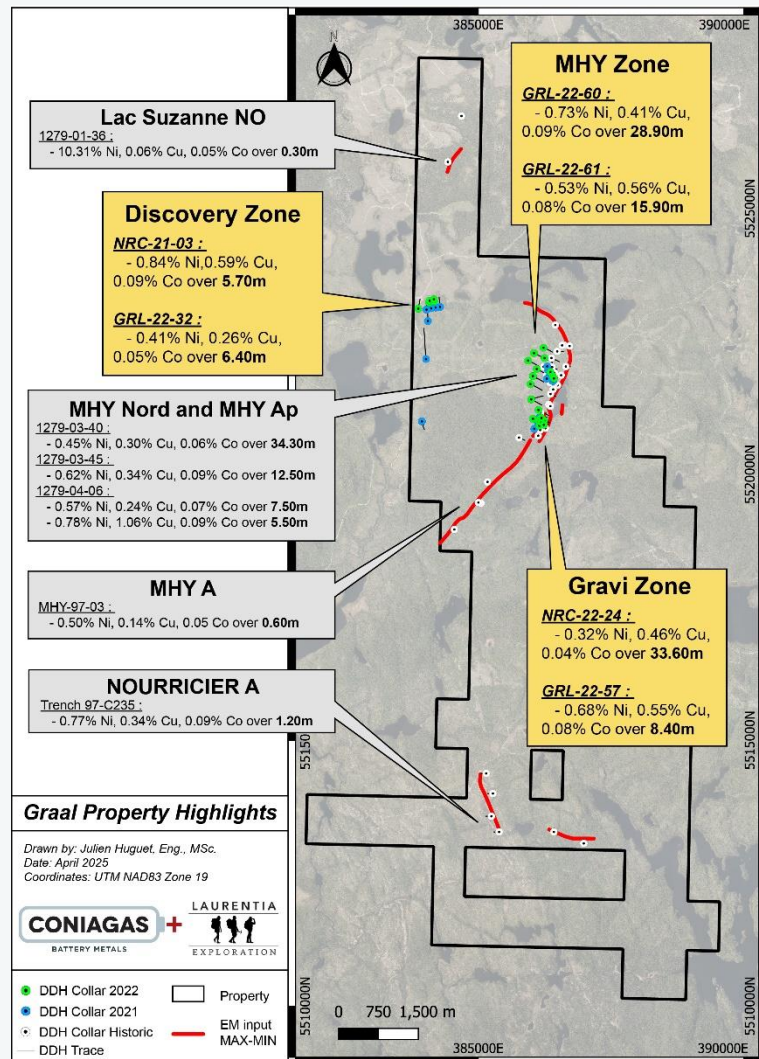 385000E
390000E
N
MHY Zone
GRL-22-60 :
- 0.73% Ni, 0.41% Cu,
0.09% Co over 28.90m
GRL-22-61 :
- 0.53% Ni, 0.56% Cu,
0.08% Co over 15.90m
Lac Suzanne NO
1279-01-36 :
- 10.31% Ni, 0.06% Cu, 0.05% Co over 0.30m
Discovery Zone
NRC-21-03 :
- 0.84% Ni,0.59% Cu,
0.09% Co over 5.70m
GRL-22-32 :
- 0.41% Ni, 0.26% Cu,
0.05% Co over 6.40m
5525000N
MHY Nord and MHY Ap
1279-03-40 :
- 0.45% Ni, 0.30% Cu, 0.06% Co over 34.30m
1279-03-45 :
- 0.62% Ni, 0.34% Cu, 0.09% Co over 12.50m
1279-04-06 :
- 0.57% Ni, 0.24% Cu, 0.07% Co over 7.50m
- 0.78% Ni, 1.06% Cu, 0.09% Co over 5.50m
5520000N
MHY A
MHY-97-03 :
- 0.50% Ni, 0.14% Cu, 0.05 Co over 0.60m
Gravi Zone
NRC-22-24 :
- 0.32% Ni, 0.46% Cu,
0.04% Co over 33.60m
GRL-22-57 :
- 0.68% Ni, 0.55% Cu,
0.08% Co over 8.40m
NOURRICIER A
Trench 97-C235 :
- 0.77% Ni, 0.34% Cu, 0.09% Co over 1.20m
5515000N
Graal Property Highlights
Drawn by: Julien Huguet, Eng., MSc.
Date: April 2025
Coordinates: UTM NAD83 Zone 19
CONIAGAS
BATTERY METALS
+
LAURENTIA
EXPLORATION
DDH Collar 2022
DDH Collar 2021
DDH Collar Historic
DDH Trace
Property
EM input
MAX-MIN
0 750 1,500 m
5510000N
5510000N
385000E
390000E